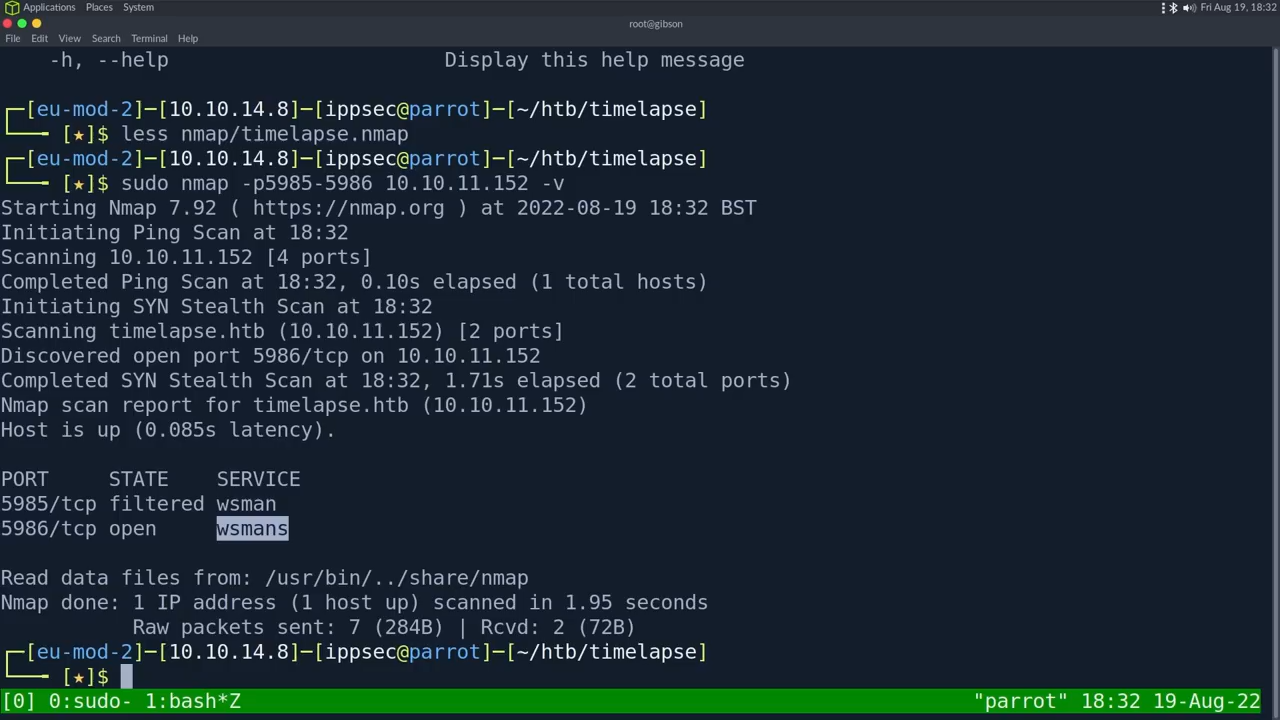 Applications Places System Fri Aug 19, 18:32
root@gibson
File Edit View Search Terminal Help
-h, --help Display this help message
┌─[eu-mod-2]─[10.10.14.8]─[ippsec@parrot]─[~/htb/timelapse]
└──╼ [★]$ less nmap/timelapse.nmap
┌─[eu-mod-2]─[10.10.14.8]─[ippsec@parrot]─[~/htb/timelapse]
└──╼ [★]$ sudo nmap -p5985-5986 10.10.11.152 -v
Starting Nmap 7.92 ( https://nmap.org ) at 2022-08-19 18:32 BST
Initiating Ping Scan at 18:32
Scanning 10.10.11.152 [4 ports]
Completed Ping Scan at 18:32, 0.10s elapsed (1 total hosts)
Initiating SYN Stealth Scan at 18:32
Scanning timelapse.htb (10.10.11.152) [2 ports]
Discovered open port 5986/tcp on 10.10.11.152
Completed SYN Stealth Scan at 18:32, 1.71s elapsed (2 total ports)
Nmap scan report for timelapse.htb (10.10.11.152)
Host is up (0.085s latency).
PORT STATE SERVICE
5985/tcp filtered wsman
5986/tcp open wsmans
Read data files from: /usr/bin/../share/nmap
Nmap done: 1 IP address (1 host up) scanned in 1.95 seconds
Raw packets sent: 7 (284B) | Rcvd: 2 (72B)
┌─[eu-mod-2]─[10.10.14.8]─[ippsec@parrot]─[~/htb/timelapse]
└──╼ [★]$
[0] 0:sudo- 1:bash*Z "parrot" 18:32 19-Aug-22